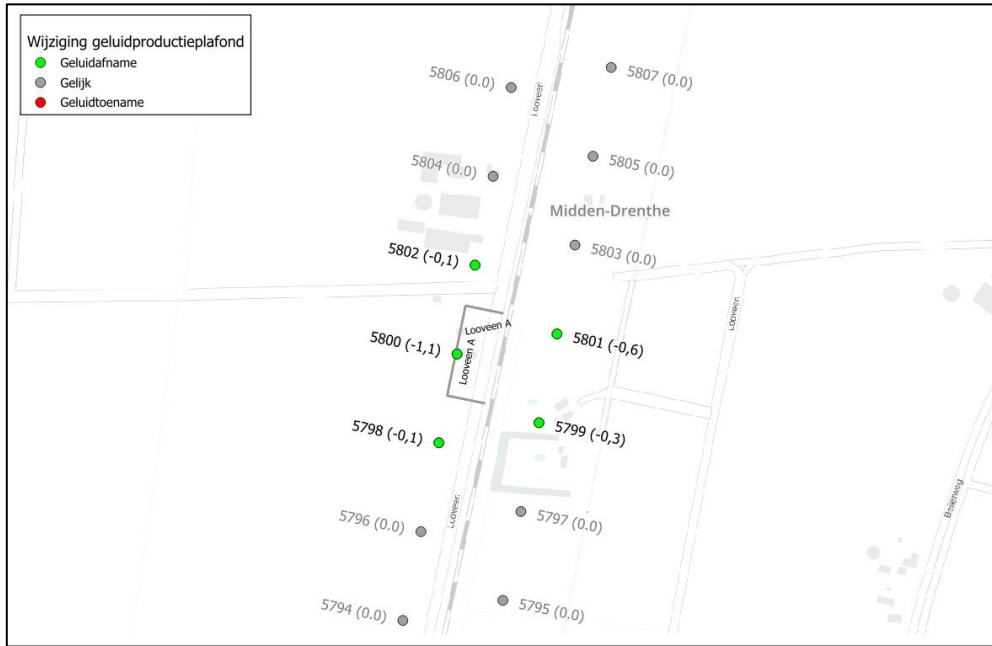 Wijziging geluidproductieplafond
Geluidafname
Gelijk
Geluidtoename
5806 (0.0)
5807 (0.0)
Looveen
5804 (0.0)
5805 (0.0)
Midden-Drenthe
5802 (-0,1)
5803 (0.0)
Looveen A
5800 (-1,1)
5801 (-0,6)
Looveen
Looveen A
5798 (-0,1)
5799 (-0,3)
5796 (0.0)
Looveen
5797 (0.0)
Beilerweg
5794 (0.0)
5795 (0.0)